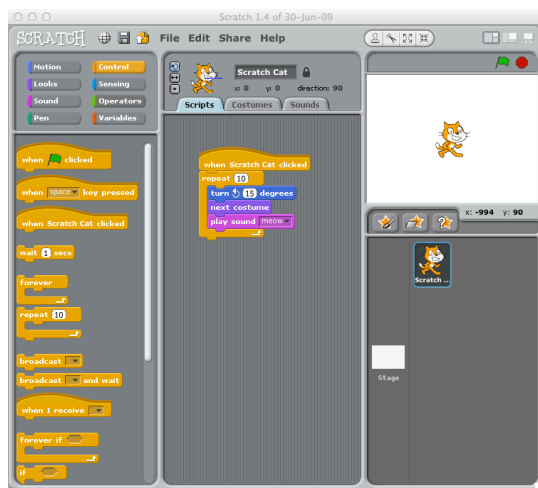 Scratch 1.4 of 30-Jun-09
SCRATCH File Edit Share Help
Motion Control
Looks Sensing
Sound Operators
Pen Variables
Scratch Cat
x: 0 y: 0 direction: 90
Scripts Costumes Sounds
when clicked
when space key pressed
when Scratch Cat clicked
wait 1 secs
forever
repeat 10
broadcast
broadcast and wait
when I receive
forever if
if
when Scratch Cat clicked
repeat 10
turn 15 degrees
next costume
play sound meow
x: -994 y: 90
Scratch ...
Stage